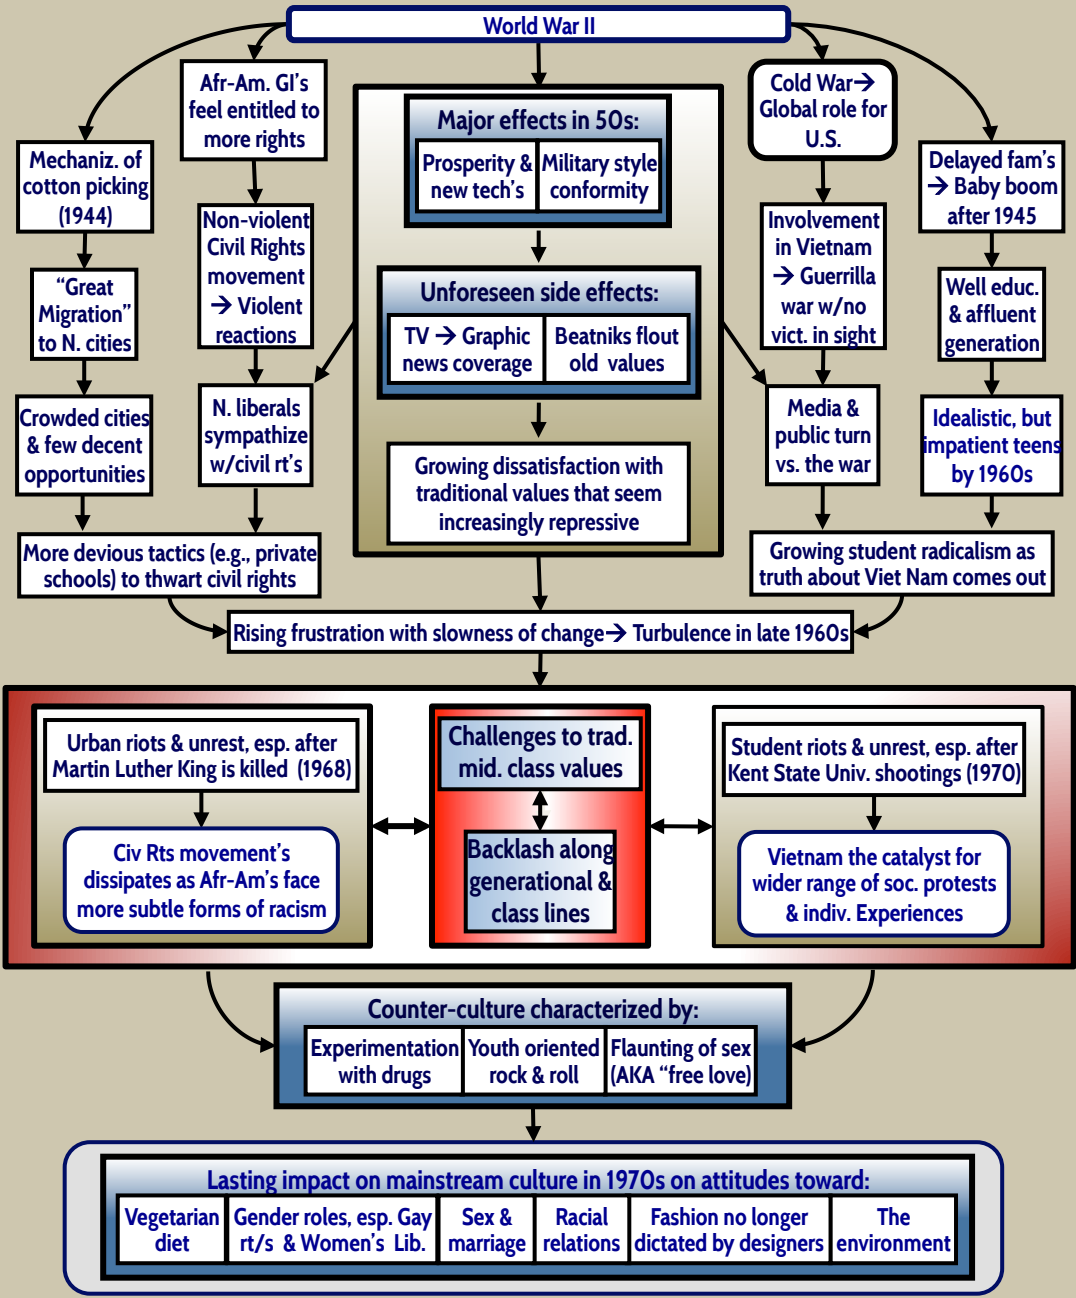 World War II
Afr-Am. GI's
feel entitled to
more rights
Cold War→
Global role for
U.S.
Major effects in 50s:
Prosperity &
new tech's
Military style
conformity
Mechaniz. of
cotton picking
(1944)
Delayed fam's
→ Baby boom
after 1945
Non-violent
Civil Rights
movement
→ Violent
reactions
Involvement
in Vietnam
→ Guerrilla
war w/no
vict. in sight
"Great
Migration"
to N. cities
Unforeseen side effects:
TV → Graphic
news coverage
Beatniks flout
old values
Well educ.
& affluent
generation
Crowded cities
& few decent
opportunities
N. liberals
sympathize
w/civil rt's
Growing dissatisfaction with
traditional values that seem
increasingly repressive
Media &
public turn
vs. the war
Idealistic, but
impatient teens
by 1960s
More devious tactics (e.g., private
schools) to thwart civil rights
Growing student radicalism as
truth about Viet Nam comes out
Rising frustration with slowness of change→ Turbulence in late 1960s
Urban riots & unrest, esp. after
Martin Luther King is killed (1968)
Challenges to trad.
mid. class values
Student riots & unrest, esp. after
Kent State Univ. shootings (1970)
Civ Rts movement's
dissipates as Afr-Am's face
more subtle forms of racism
Backlash along
generational &
class lines
Vietnam the catalyst for
wider range of soc. protests
& indiv. Experiences
Counter-culture characterized by:
Experimentation
with drugs
Youth oriented
rock & roll
Flaunting of sex
(AKA "free love)
Lasting impact on mainstream culture in 1970s on attitudes toward:
Vegetarian
diet
Gender roles, esp. Gay
rt/s & Women's Lib.
Sex &
marriage
Racial
relations
Fashion no longer
dictated by designers
The
environment